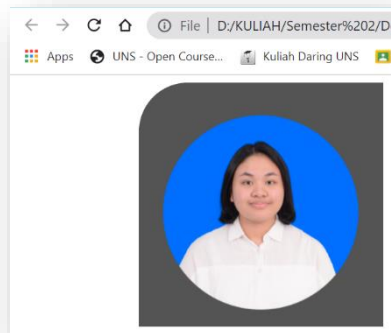 File | D:/KULIAH/Semester%202/D
Apps UNS - Open Course... Kuliah Daring UNS